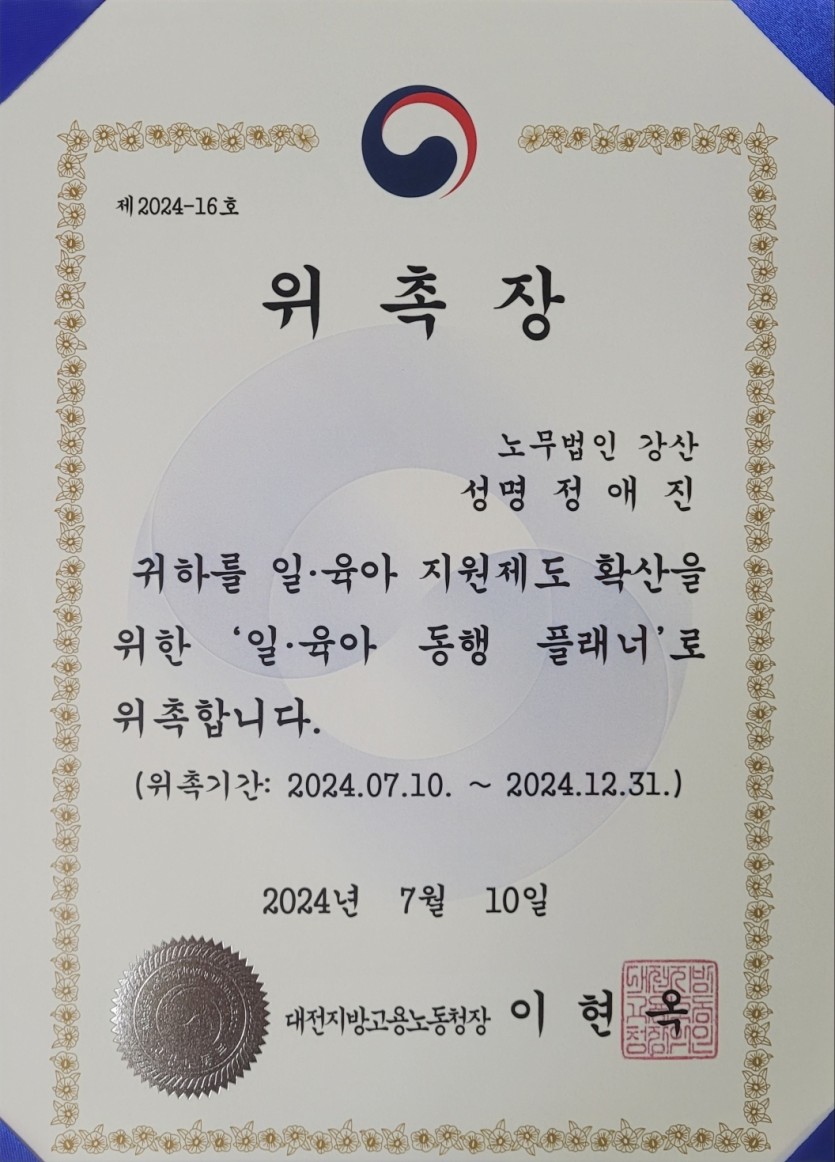 제2024-16호
위 촉 장
노무법인 강산
성명 정 애 진
귀하를 일·육아 지원제도 확산을
위한 ‘일·육아 동행 플래너’로
위촉합니다.
(위촉기간: 2024.07.10. ~ 2024.12.31.)
2024년 7월 10일
대전지방고용노동청장 이 현 옥